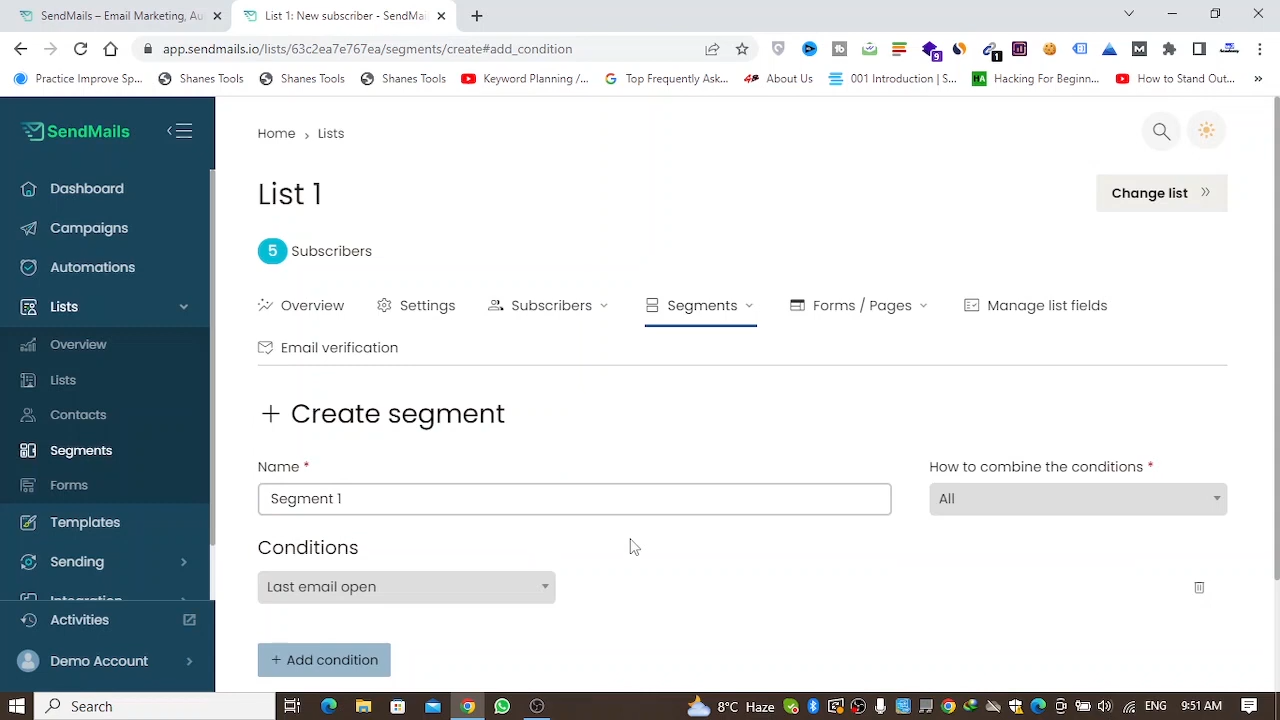 SendMails – Email Marketing, Au
List 1: New subscriber - SendMai
app.sendmails.io/lists/63c2ea7e767ea/segments/create#add_condition
9
1
Practice Improve Sp...
Shanes Tools
Shanes Tools
Shanes Tools
Keyword Planning /...
Top Frequently Ask...
About Us
001 Introduction | S...
HA
Hacking For Beginn...
How to Stand Out...
»
SendMails
Home > Lists
Dashboard
Campaigns
Automations
Lists
Overview
Lists
Contacts
Segments
Forms
Templates
Sending
Activities
Demo Account
List 1
Change list »
5 Subscribers
Overview
Settings
Subscribers
Segments
Forms / Pages
Manage list fields
Email verification
+ Create segment
Name *
How to combine the conditions *
Segment 1
All
Conditions
Last email open
+ Add condition
Search
8°C Haze
ENG
9:51 AM